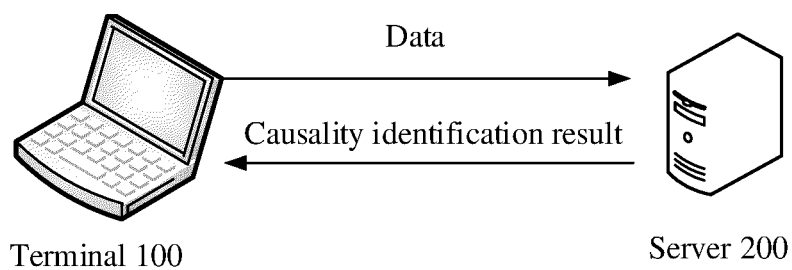 Data
Causality identification result
Terminal 100
Server 200